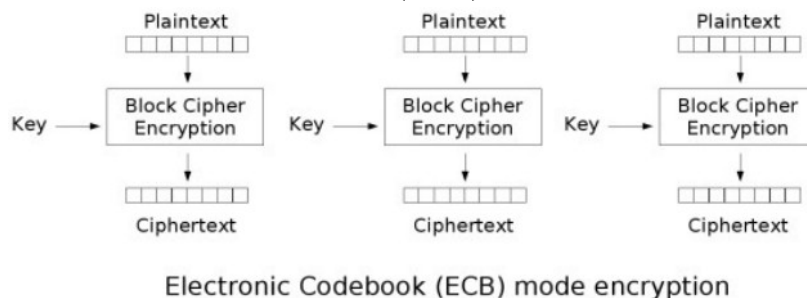 Plaintext Plaintext Plaintext
Block Cipher Block Cipher Block Cipher
Key Encryption Key Encryption Key Encryption
Ciphertext Ciphertext Ciphertext
Electronic Codebook (ECB) mode encryption